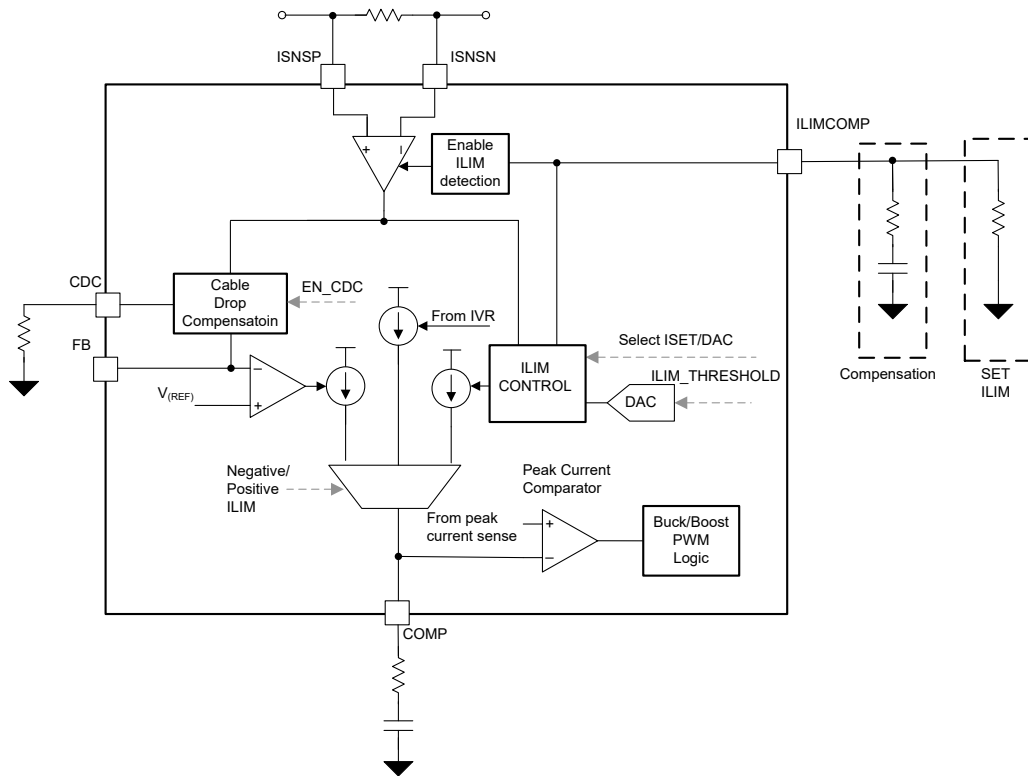 ISNSP
ISNSN
ILIMCOMP
+
–
Enable
ILIM
detection
CDC
Cable
Drop
Compensatoin
EN_CDC
From IVR
FB
–
V(REF)
+
ILIM
CONTROL
Select ISET/DAC
ILIM_THRESHOLD
DAC
Compensation
SET
ILIM
Negative/
Positive
ILIM
Peak Current
Comparator
From peak
current sense
+
–
Buck/Boost
PWM
Logic
COMP